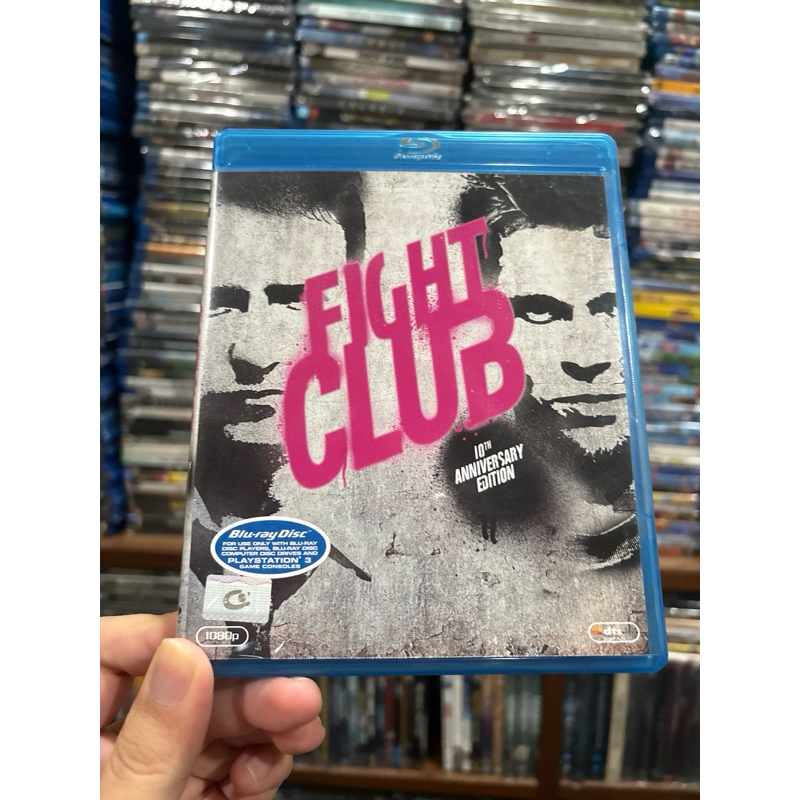 Blu-ray Disc
FIGHT
CLUB
10TH
ANNIVERSARY
EDITION
Blu-ray Disc™
FOR USE ONLY WITH BLU-RAY
DISC PLAYERS, BLU-RAY DISC
COMPUTER DISC DRIVES AND
PLAYSTATION® 3
GAME CONSOLES
1080p
dts